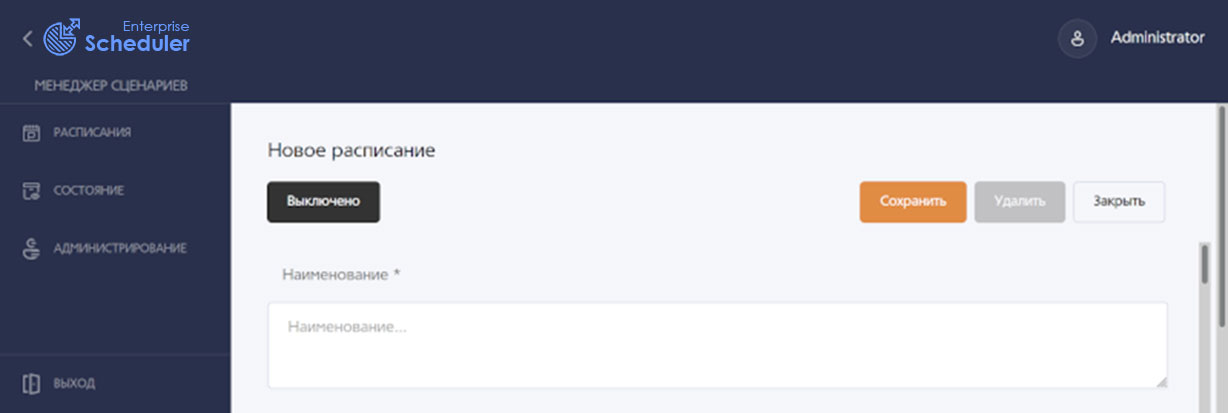 Enterprise
Scheduler
Administrator
МЕНЕДЖЕР СЦЕНАРИЕВ
РАСПИСАНИЯ
СОСТОЯНИЕ
АДМИНИСТРИРОВАНИЕ
ВЫХОД
Новое расписание
Выключено
Сохранить
Удалить
Закрыть
Наименование *
Наименование...